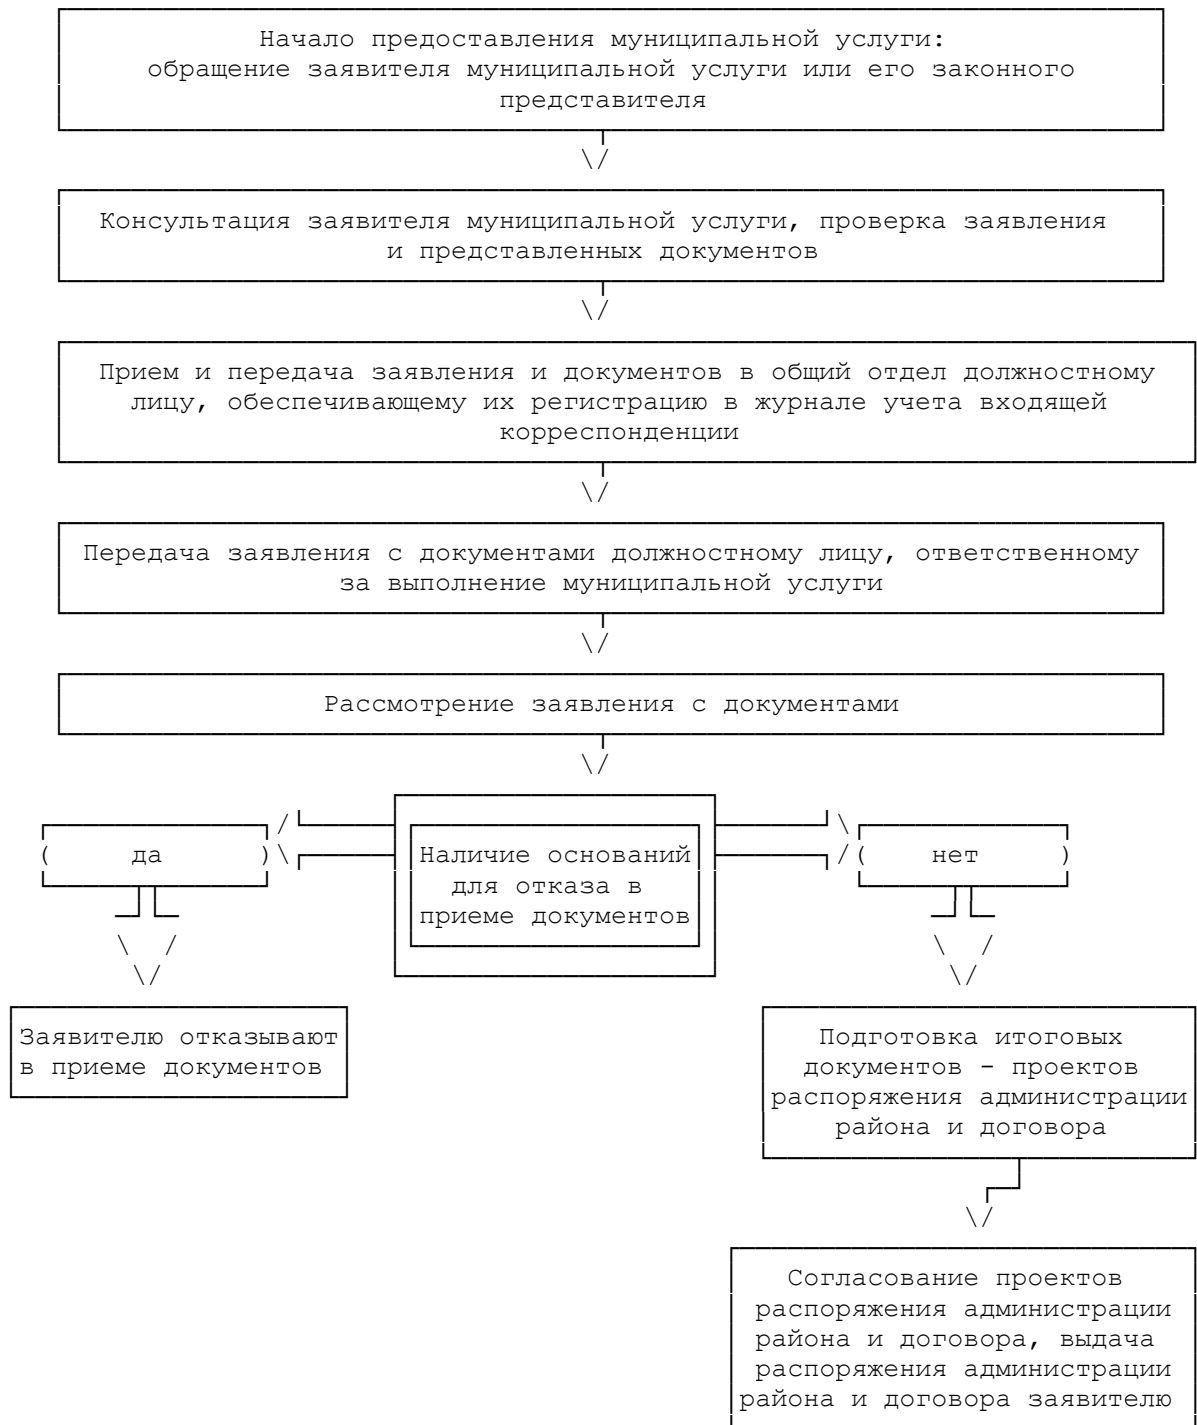 Начало предоставления муниципальной услуги:
обращение заявителя муниципальной услуги или его законного
представителя
Консультация заявителя муниципальной услуги, проверка заявления
и представленных документов
Прием и передача заявления и документов в общий отдел должностному
лицу, обеспечивающему их регистрацию в журнале учета входящей
корреспонденции
Передача заявления с документами должностному лицу, ответственному
за выполнение муниципальной услуги
Рассмотрение заявления с документами
( да )
Наличие оснований
для отказа в
приеме документов
( нет )
Заявителю отказывают
в приеме документов
Подготовка итоговых
документов - проектов
распоряжения администрации
района и договора
Согласование проектов
распоряжения администрации
района и договора, выдача
распоряжения администрации
района и договора заявителю